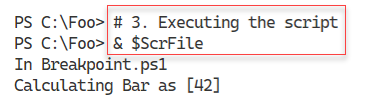 PS C:\Foo> # 3. Executing the script
PS C:\Foo> & $ScrFile
In Breakpoint.ps1
Calculating Bar as [42]